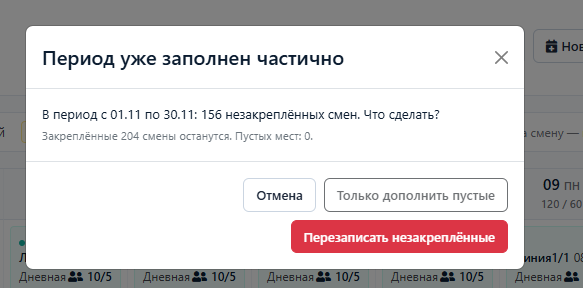 Период уже заполнен частично
Нов
В период с 01.11 по 30.11: 156 незакреплённых смен. Что сделать?
Закреплённые 204 смены останутся. Пустых мест: 0.
й
а смену —
Отмена
Только дополнить пустые
09 пн
120 / 60
Перезаписать незакреплённые
Л
иния1/1 08
Дневная 10/5
Дневная 10/5
Дневная 10/5
Дневная 10/5
Дневная 10/5